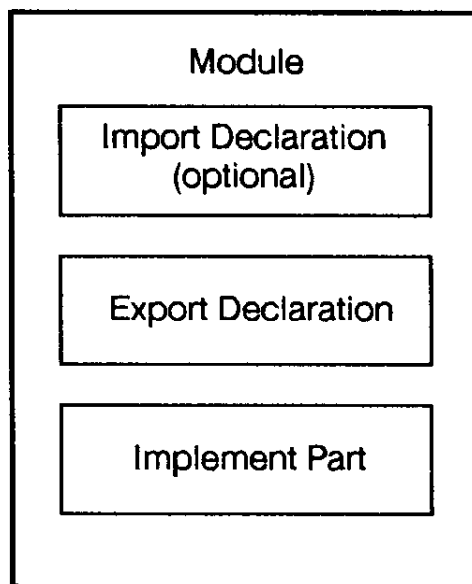 Module
Import Declaration
(optional)
Export Declaration
Implement Part